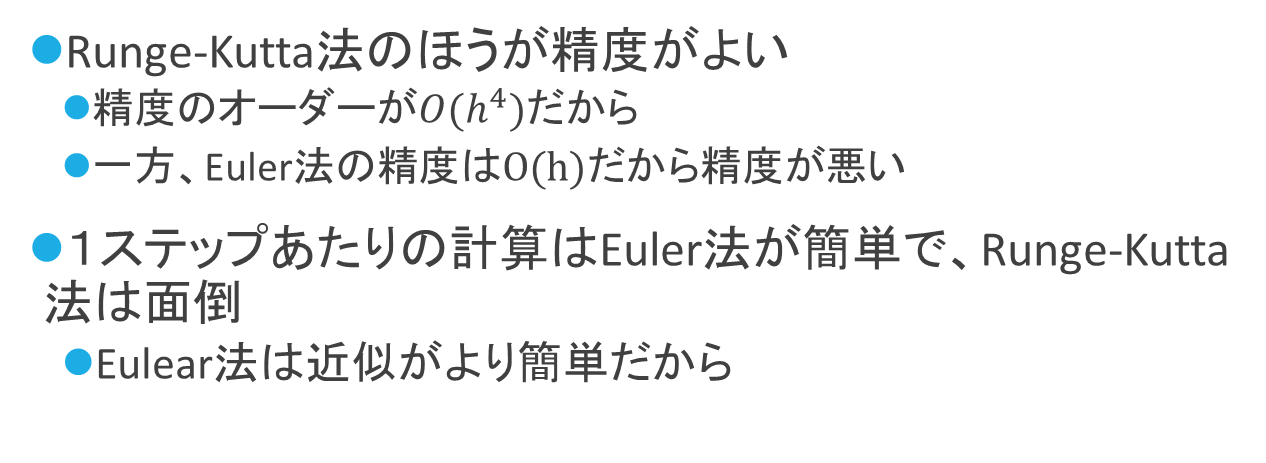 ●Runge-Kutta法のほうが精度がよい
●精度のオーダーが𝑂(ℎ⁴)だから
●一方、Euler法の精度はO(h)だから精度が悪い
●１ステップあたりの計算はEuler法が簡単で、Runge-Kutta
法は面倒
●Eulear法は近似がより簡単だから